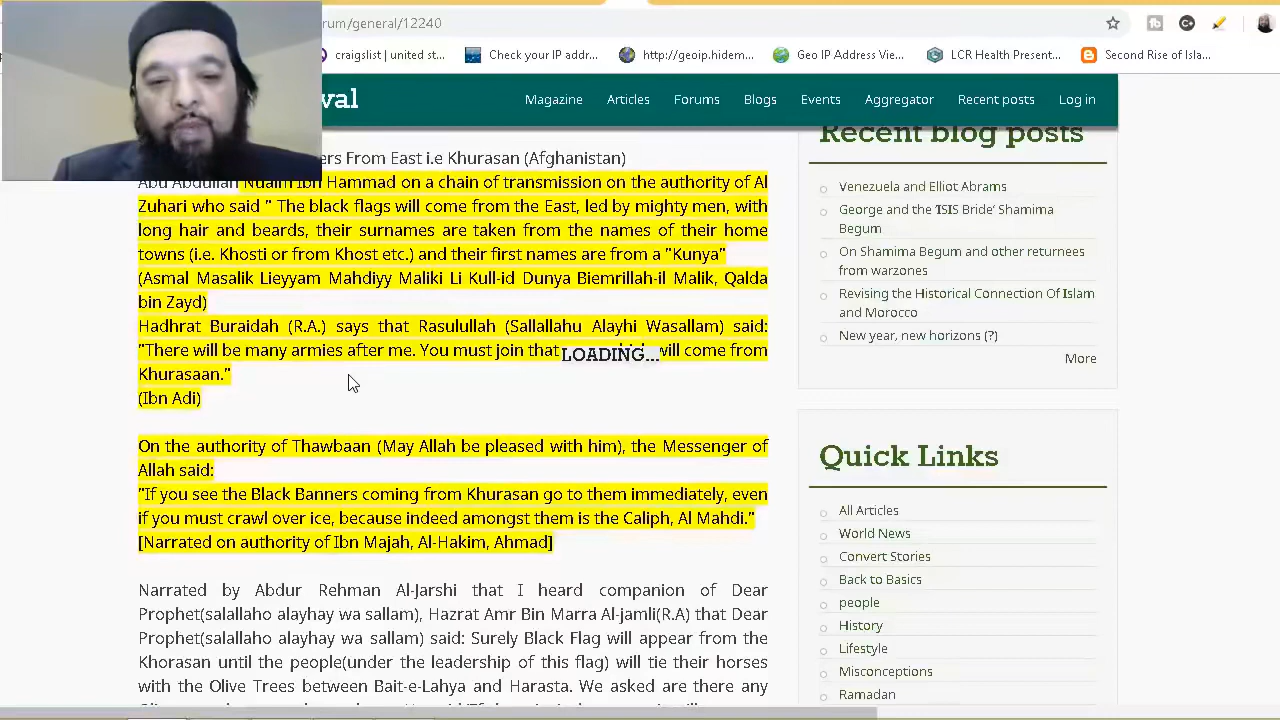 rum/general/12240
craigslist | united st...
Check your IP addr...
http://geoip.hidem...
Geo IP Address Vie...
LCR Health Present...
Second Rise of Isla...
val
Magazine
Articles
Forums
Blogs
Events
Aggregator
Recent posts
Log in
ers From East i.e Khurasan (Afghanistan)
Abu Abdullah Nuaim Ibn Hammad on a chain of transmission on the authority of Al
Zuhari who said " The black flags will come from the East, led by mighty men, with
long hair and beards, their surnames are taken from the names of their home
towns (i.e. Khosti or from Khost etc.) and their first names are from a "Kunya"
(Asmal Masalik Lieyyam Mahdiyy Maliki Li Kull-id Dunya Biemrillah-il Malik, Qalda
bin Zayd)
Hadhrat Buraidah (R.A.) says that Rasulullah (Sallallahu Alayhi Wasallam) said:
"There will be many armies after me. You must join that LOADING... will come from
Khurasaan."
(Ibn Adi)
On the authority of Thawbaan (May Allah be pleased with him), the Messenger of
Allah said:
"If you see the Black Banners coming from Khurasan go to them immediately, even
if you must crawl over ice, because indeed amongst them is the Caliph, Al Mahdi."
[Narrated on authority of Ibn Majah, Al-Hakim, Ahmad]
Narrated by Abdur Rehman Al-Jarshi that I heard companion of Dear
Prophet(salallaho alayhay wa sallam), Hazrat Amr Bin Marra Al-jamli(R.A) that Dear
Prophet(salallaho alayhay wa sallam) said: Surely Black Flag will appear from the
Khorasan until the people(under the leadership of this flag) will tie their horses
with the Olive Trees between Bait-e-Lahya and Harasta. We asked are there any
Recent blog posts
Venezuela and Elliot Abrams
George and the 'ISIS Bride' Shamima
Begum
On Shamima Begum and other returnees
from warzones
Revising the Historical Connection Of Islam
and Morocco
New year, new horizons (?)
More
Quick Links
All Articles
World News
Convert Stories
Back to Basics
people
History
Lifestyle
Misconceptions
Ramadan